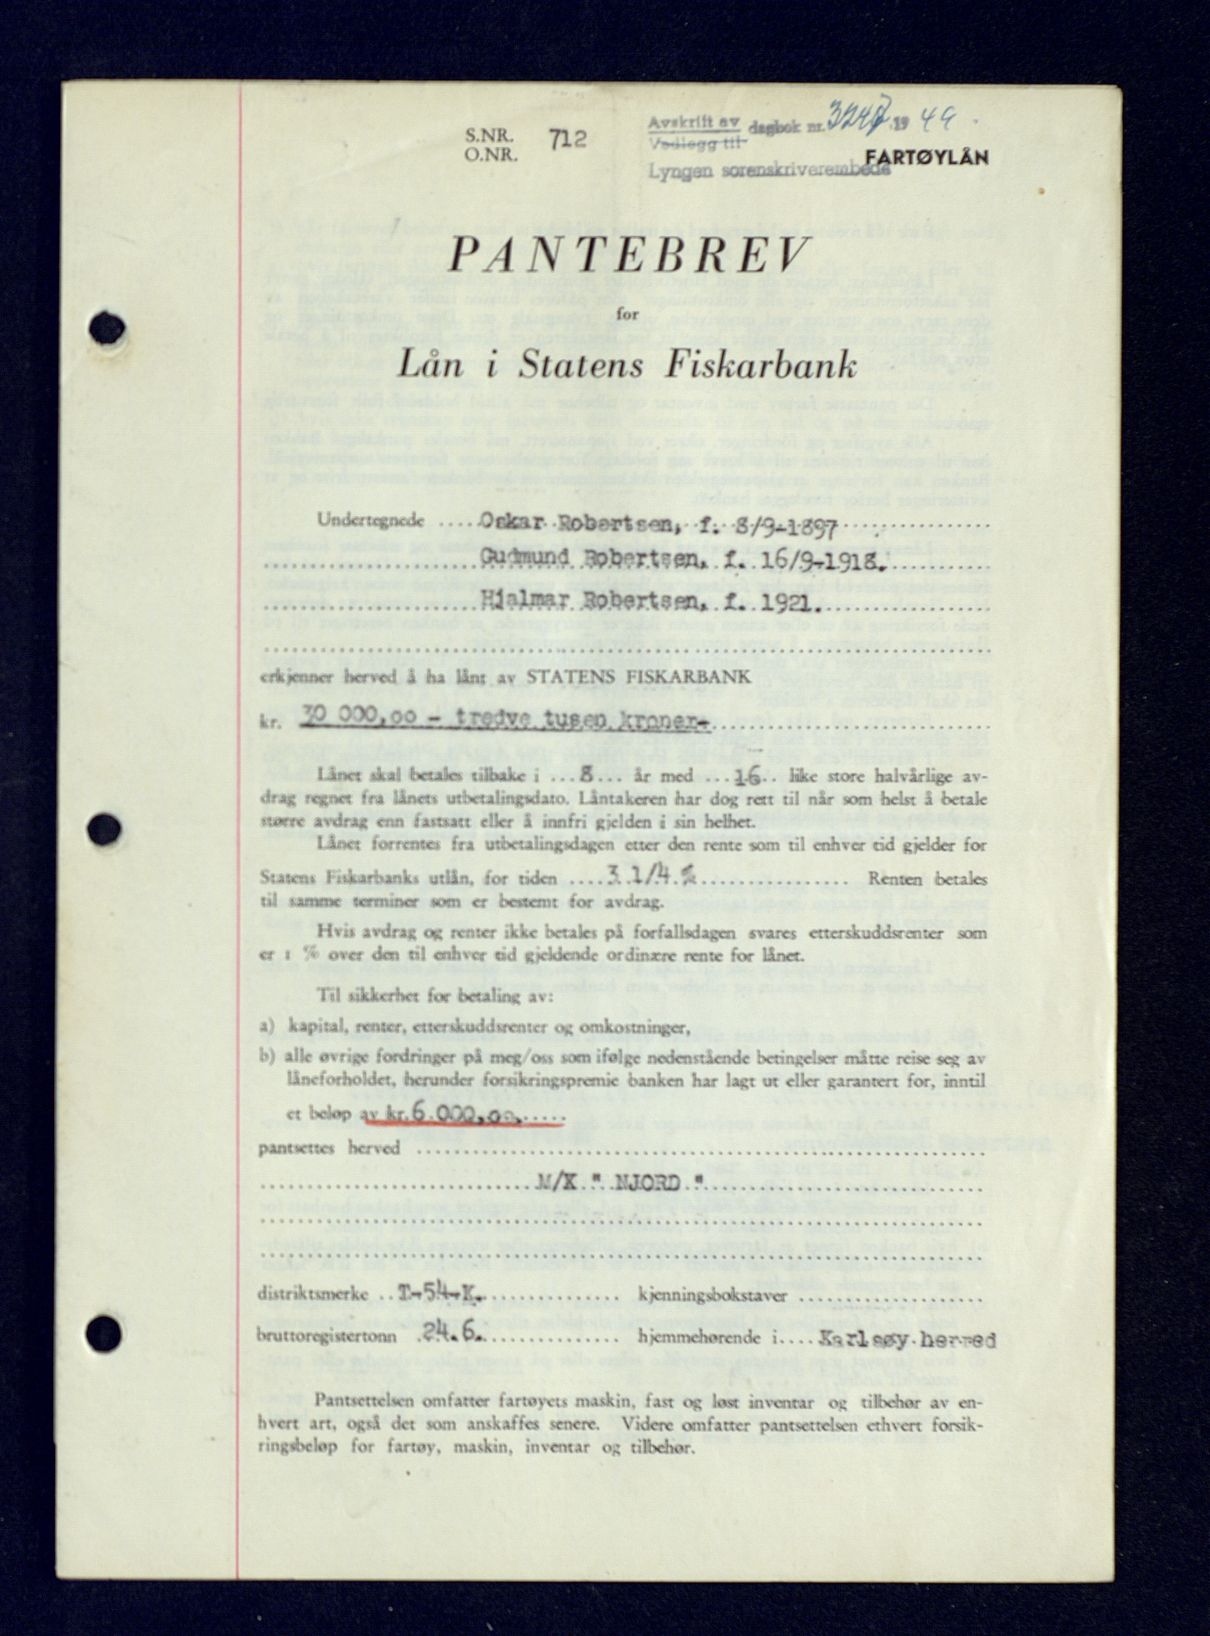 S.NR. 712
O.NR.
Avskrift av dagbok nr. 3247 1949.
Vedlegg til
Lyngen sorenskriverembede
FARTØYLÅN
PANTEBREV
for
Lån i Statens Fiskarbank
Undertegnede ..... Oskar Robertsen, f. 8/9-1897
Gudmund Robertsen, f. 16/9-1918.
Hjalmar Robertsen, f. 1921.
erkjenner herved å ha lånt av STATENS FISKARBANK
kr. 30 000,oo - tredve tusen kroner-
Lånet skal betales tilbake i ... 8 ... år med ... 16 .. like store halvårlige av-
drag regnet fra lånets utbetalingsdato. Låntakeren har dog rett til når som helst å betale
større avdrag enn fastsatt eller å innfri gjelden i sin helhet.
Lånet forrentes fra utbetalingsdagen etter den rente som til enhver tid gjelder for
Statens Fiskarbanks utlån, for tiden .... 3 1/4 % ............... Renten betales
til samme terminer som er bestemt for avdrag.
Hvis avdrag og renter ikke betales på forfallsdagen svares etterskuddsrenter som
er 1 % over den til enhver tid gjeldende ordinære rente for lånet.
Til sikkerhet for betaling av:
a) kapital, renter, etterskuddsrenter og omkostninger,
b) alle øvrige fordringer på meg/oss som ifølge nedenstående betingelser måtte reise seg av
låneforholdet, herunder forsikringspremie banken har lagt ut eller garantert for, inntil
et beløp av kr. 6.000,oo.
pantsettes herved
M/K " NJORD "
distriktsmerke .. T-54-K. kjenningsbokstaver
bruttoregistertonn . 24.6. hjemmehørende i.... Karlsøy herred
Pantsettelsen omfatter fartøyets maskin, fast og løst inventar og tilbehør av en-
hvert art, også det som anskaffes senere. Videre omfatter pantsettelsen ethvert forsik-
ringsbeløp for fartøy, maskin, inventar og tilbehør.